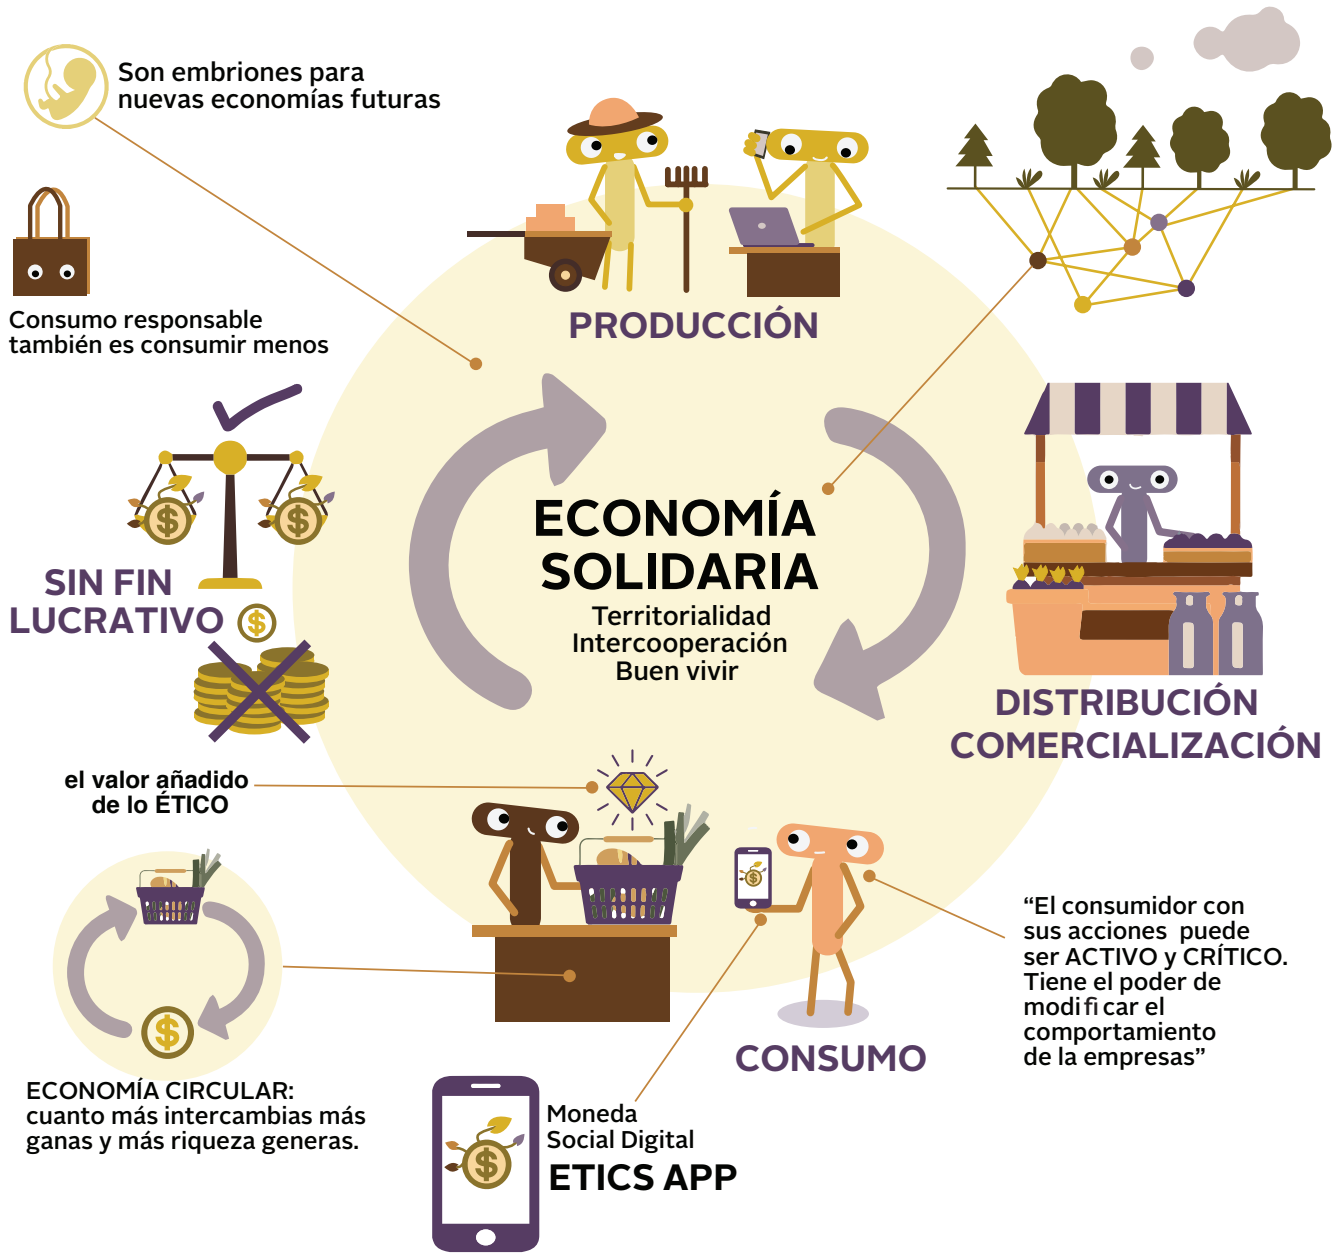 Son embriones para
nuevas economías futuras
PRODUCCIÓN
Consumo responsable
también es consumir menos
ECONOMÍA
SOLIDARIA
Territorialidad
Intercooperación
Buen vivir
SIN FIN
LUCRATIVO
$
$
$
DISTRIBUCIÓN
COMERCIALIZACIÓN
el valor añadido
de lo ÉTICO
$
“El consumidor con
sus acciones puede
ser ACTIVO y CRÍTICO.
Tiene el poder de
modifi car el
comportamiento
de la empresas”
$
CONSUMO
ECONOMÍA CIRCULAR:
cuanto más intercambias más
ganas y más riqueza generas.
$
Moneda
Social Digital
ETICS APP